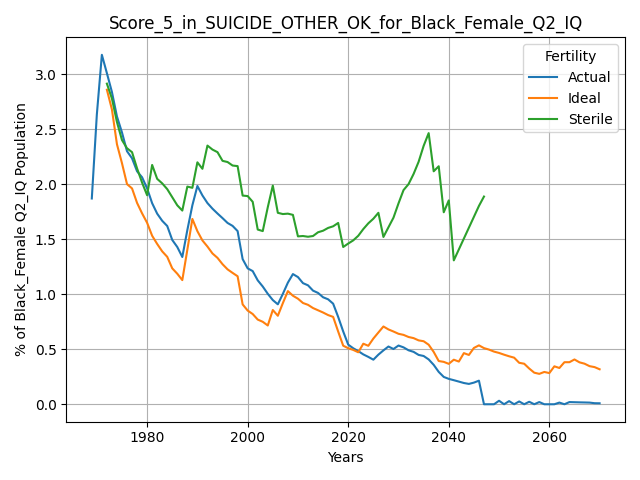 Score_5_in_SUICIDE_OTHER_OK_for_Black_Female_Q2_IQ
Fertility
Actual
Ideal
Sterile
% of Black_Female Q2_IQ Population
3.0
2.5
2.0
1.5
1.0
0.5
0.0
1980
2000
2020
2040
2060
Years